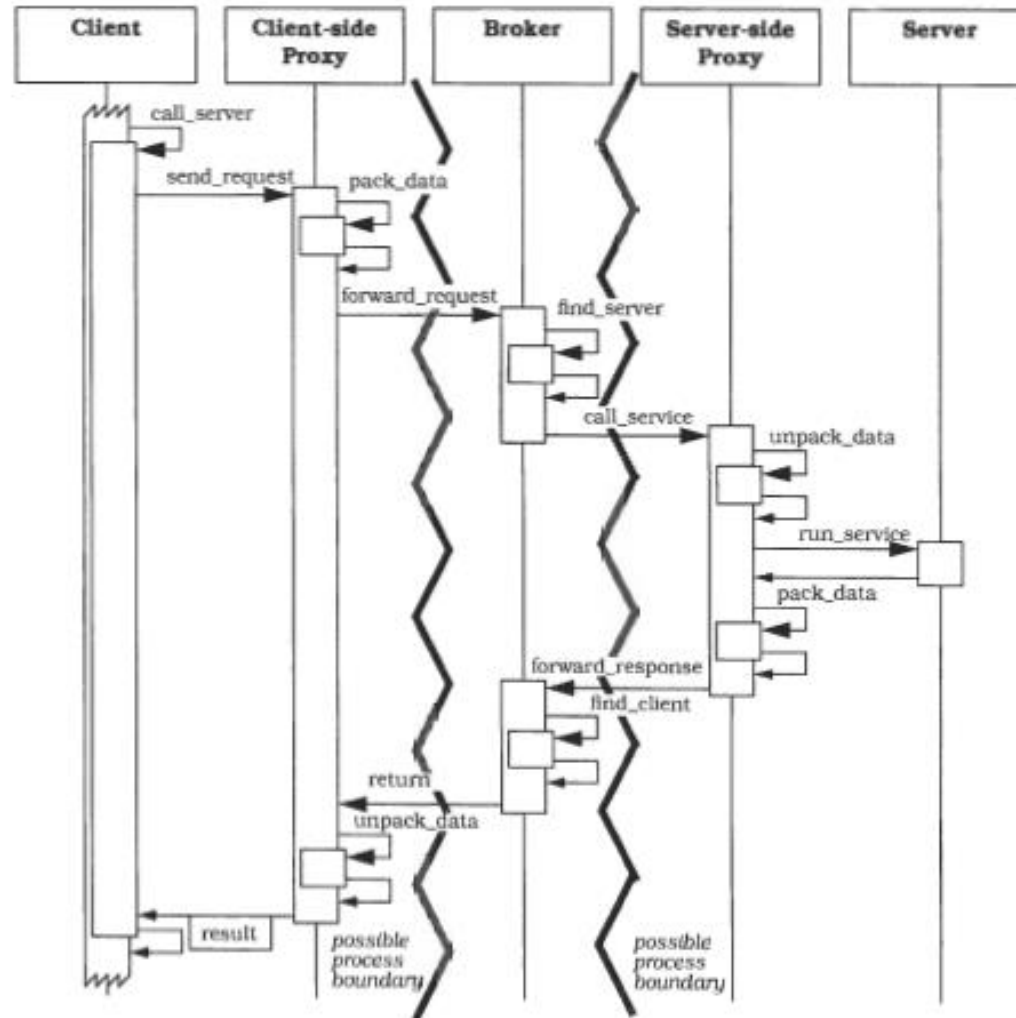 Client
Client-side
Proxy
Broker
Server-side
Proxy
Server
call_server
send_request
pack_data
forward_request
find_server
call_service
unpack_data
run_service
pack_data
forward_response
find_client
return
unpack_data
result
possible
process
boundary
possible
process
boundary